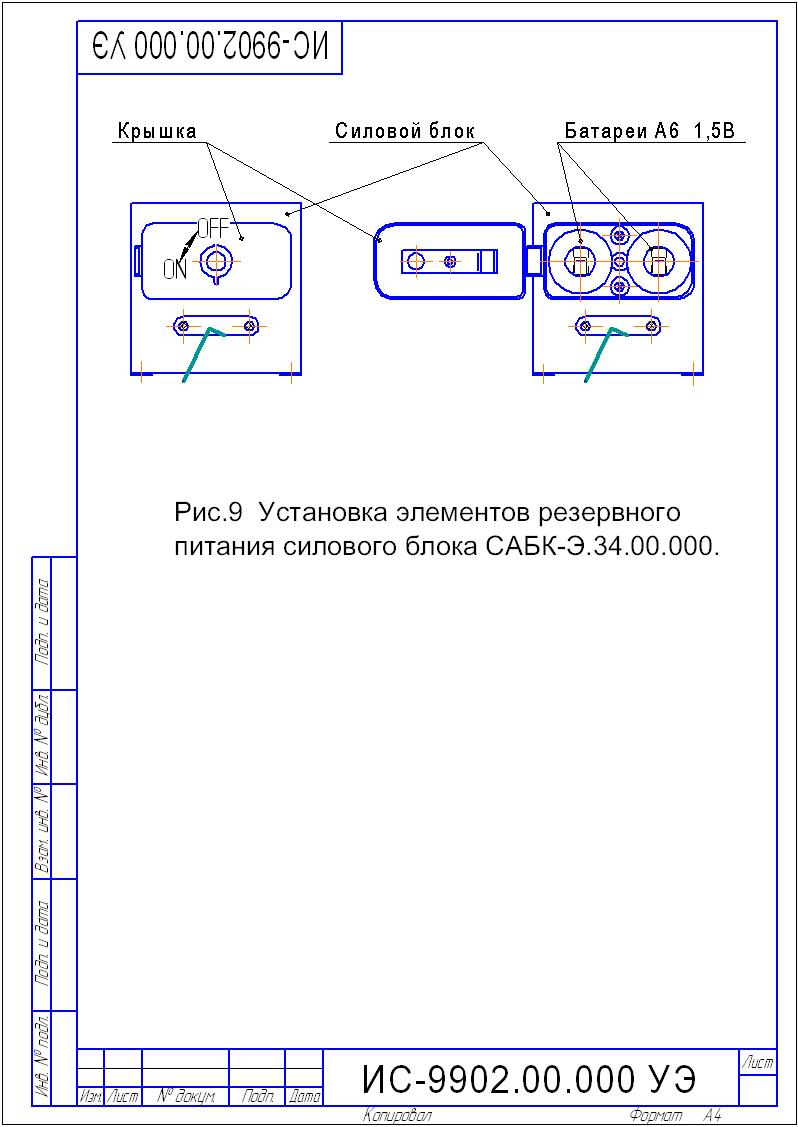 ИС-9902.00.000 УЭ
Крышка
Силовой блок
Батареи А6 1,5В
OFF
ON
Рис.9 Установка элементов резервного
питания силового блока САБК-Э.34.00.000.
Подп. и дата
Инв. № дубл.
Взам. инв. №
Подп. и дата
Инв. № подл.
Изм. Лист № докум. Подп. Дата
ИС-9902.00.000 УЭ
Лист
Копировал
Формат А4